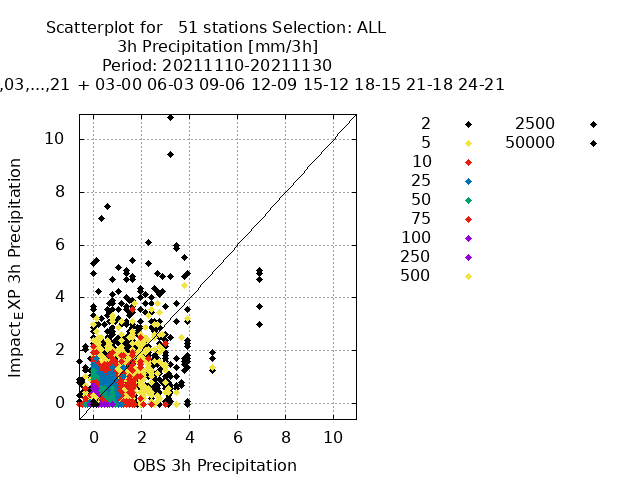 Scatterplot for 51 stations Selection: ALL
3h Precipitation [mm/3h]
Period: 20211110-20211130
,03,...,21 + 03-00 06-03 09-06 12-09 15-12 18-15 21-18 24-21
Impact_EXP 3h Precipitation
10
8
6
4
2
0
0 2 4 6 8 10
OBS 3h Precipitation
2
5
10
25
50
75
100
250
500
2500
50000